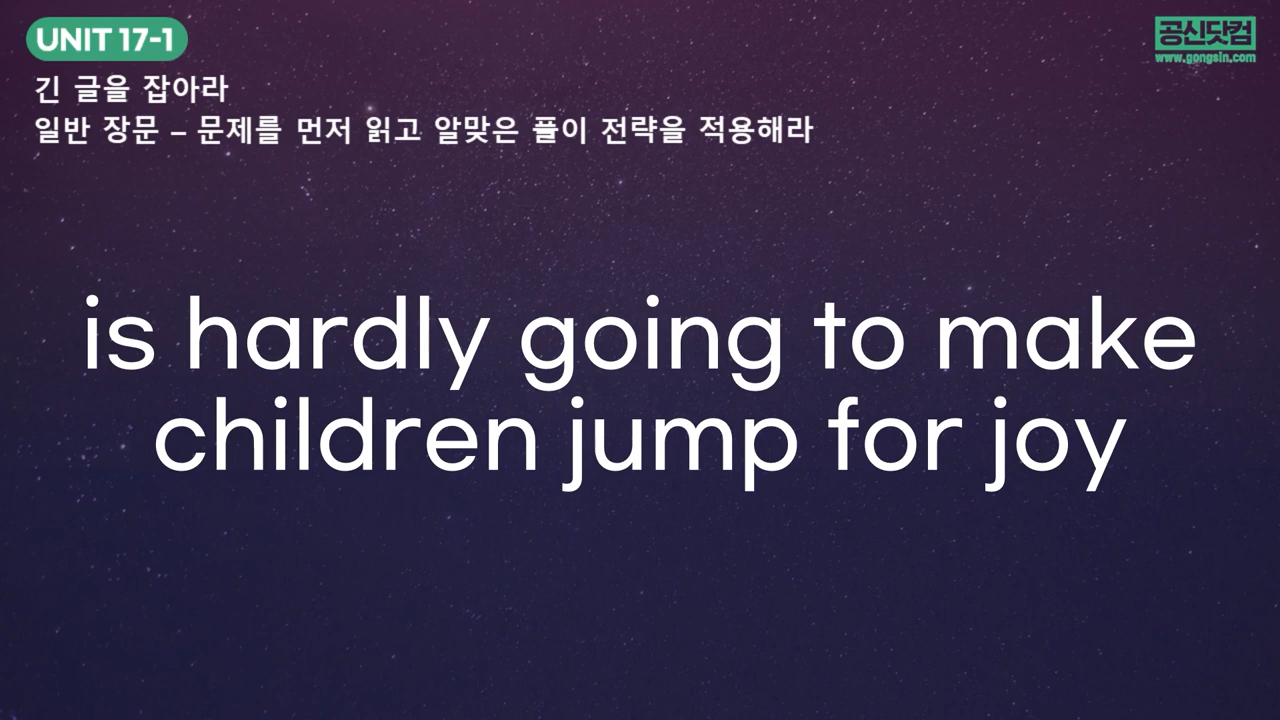 UNIT 17-1
공신닷컴
www.gongsin.com
긴 글을 잡아라
일반 장문 – 문제를 먼저 읽고 알맞은 풀이 전략을 적용해라
is hardly going to make
children jump for joy